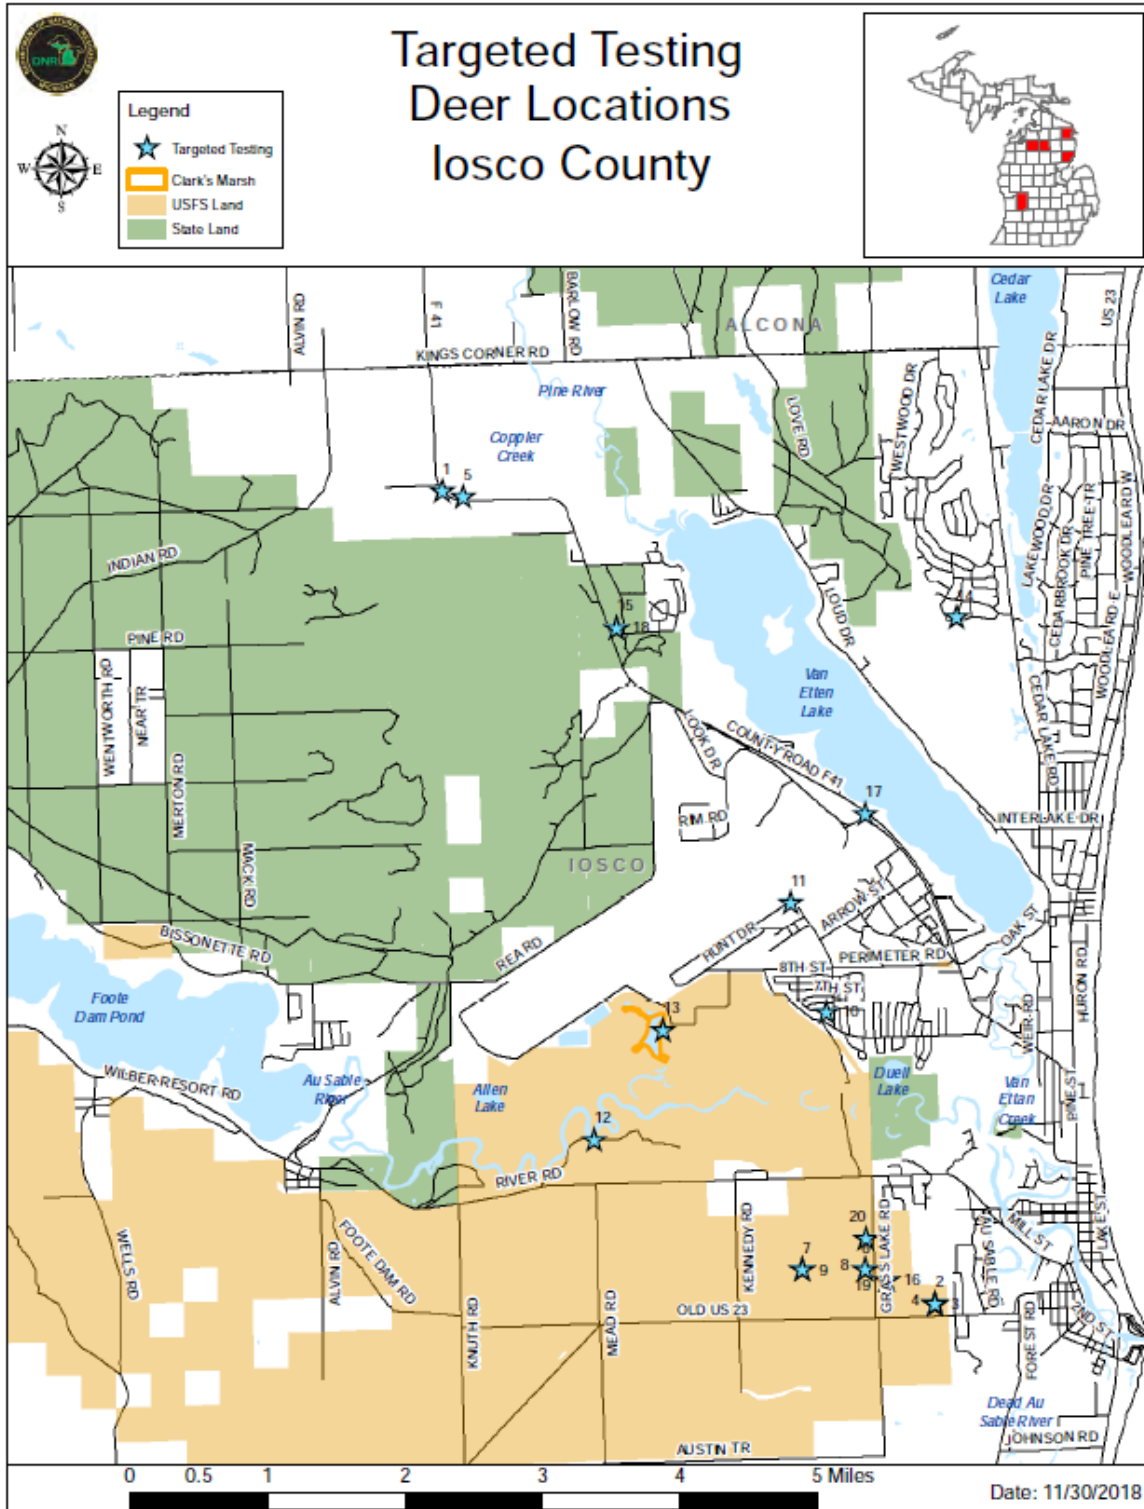 Targeted Testing
Deer Locations
Iosco County
DNR
MICHIGAN
N
W E
S
Legend
Targeted Testing
Clark's Marsh
USFS Land
State Land
ALVIN RD
F 41
BARLOW RD
KINGS CORNER RD
ALCONA
Cedar
Lake
US 23
CEDAR LAKE DR
Pine River
Coppler
Creek
LOVE RD
WESTWOOD DR
AARON DR
1
5
LAKEWOOD DR
CEDARBROOK DR
PINE TREE TR
WOODLEARD W
INDIAN RD
LOUD DR
15
18
PINE RD
WENTWORTH RD
NEAR TR
MERTON RD
MACK RD
Van
Etten
Lake
WOODLEARD E
CEDAR LAKE RD
LOOK DR
COUNTY ROAD F41
17
RIM RD
INTERLAKE DR
IOSCO
11
ARROW ST
HUNT DR
OAK ST
BISSONETTE RD
REA RD
PERIMETER RD
8TH ST
7TH ST
HURON RD
Foote
Dam Pond
13
10
WEIR RD
WILBER RESORT RD
Au Sable
River
Allen
Lake
Duell
Lake
Van
Ettan
Creek
PINE ST
12
RIVER RD
WELLS RD
ALVIN RD
FOOTE DAM RD
KNUTH RD
MEAD RD
KENNEDY RD
GRASS LAKE RD
AU SABLE RD
MILL ST
LAKE ST
20
7
9
6
8
19
16
2
4
3
OLD US 23
FOREST RD
2ND ST
Dead Au
Sable River
JOHNSON RD
AUSTIN TR
0 0.5 1 2 3 4 5 Miles
Date: 11/30/2018